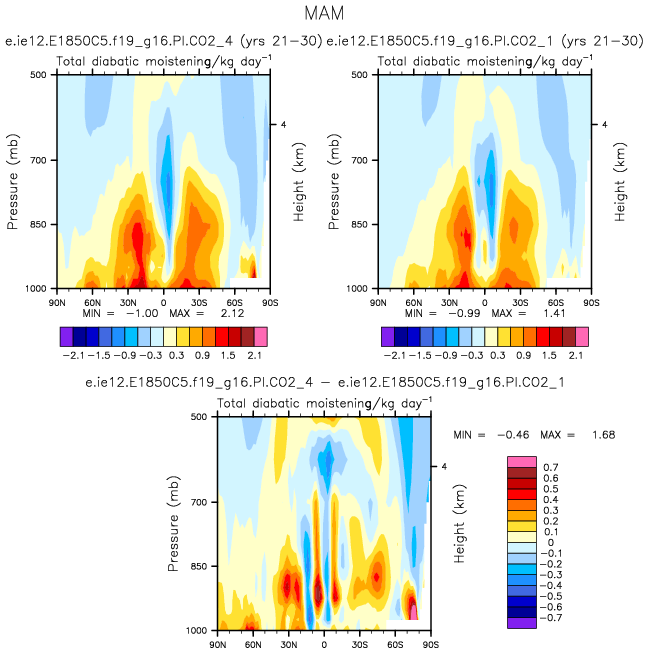 MAM
e.ie12.E1850C5.f19_g16.PI.CO2_4 (yrs 21-30) e.ie12.E1850C5.f19_g16.PI.CO2_1 (yrs 21-30)
Total diabatic moistening/kg day⁻¹ Total diabatic moistening/kg day⁻¹
500
700
850
1000
Pressure (mb)
4
Height (km)
90N 60N 30N 0 30S 60S 90S
MIN = -1.00 MAX = 2.12
-2.1 -1.5 -0.9 -0.3 0.3 0.9 1.5 2.1
500
700
850
1000
Pressure (mb)
4
Height (km)
90N 60N 30N 0 30S 60S 90S
MIN = -0.99 MAX = 1.41
-2.1 -1.5 -0.9 -0.3 0.3 0.9 1.5 2.1
e.ie12.E1850C5.f19_g16.PI.CO2_4 - e.ie12.E1850C5.f19_g16.PI.CO2_1
Total diabatic moistening/kg day⁻¹
500
700
850
1000
Pressure (mb)
4
Height (km)
90N 60N 30N 0 30S 60S 90S
MIN = -0.46 MAX = 1.68
0.7
0.6
0.5
0.4
0.3
0.2
0.1
0
-0.1
-0.2
-0.3
-0.4
-0.5
-0.6
-0.7